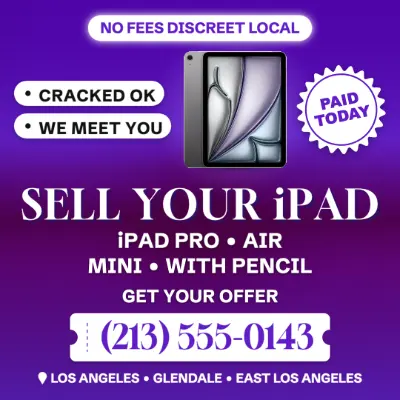 NO FEES DISCREET LOCAL
• CRACKED OK
• WE MEET YOU
PAID
TODAY
SELL YOUR iPAD
iPAD PRO • AIR
MINI • WITH PENCIL
GET YOUR OFFER
(213) 555-0143
LOS ANGELES • GLENDALE • EAST LOS ANGELES